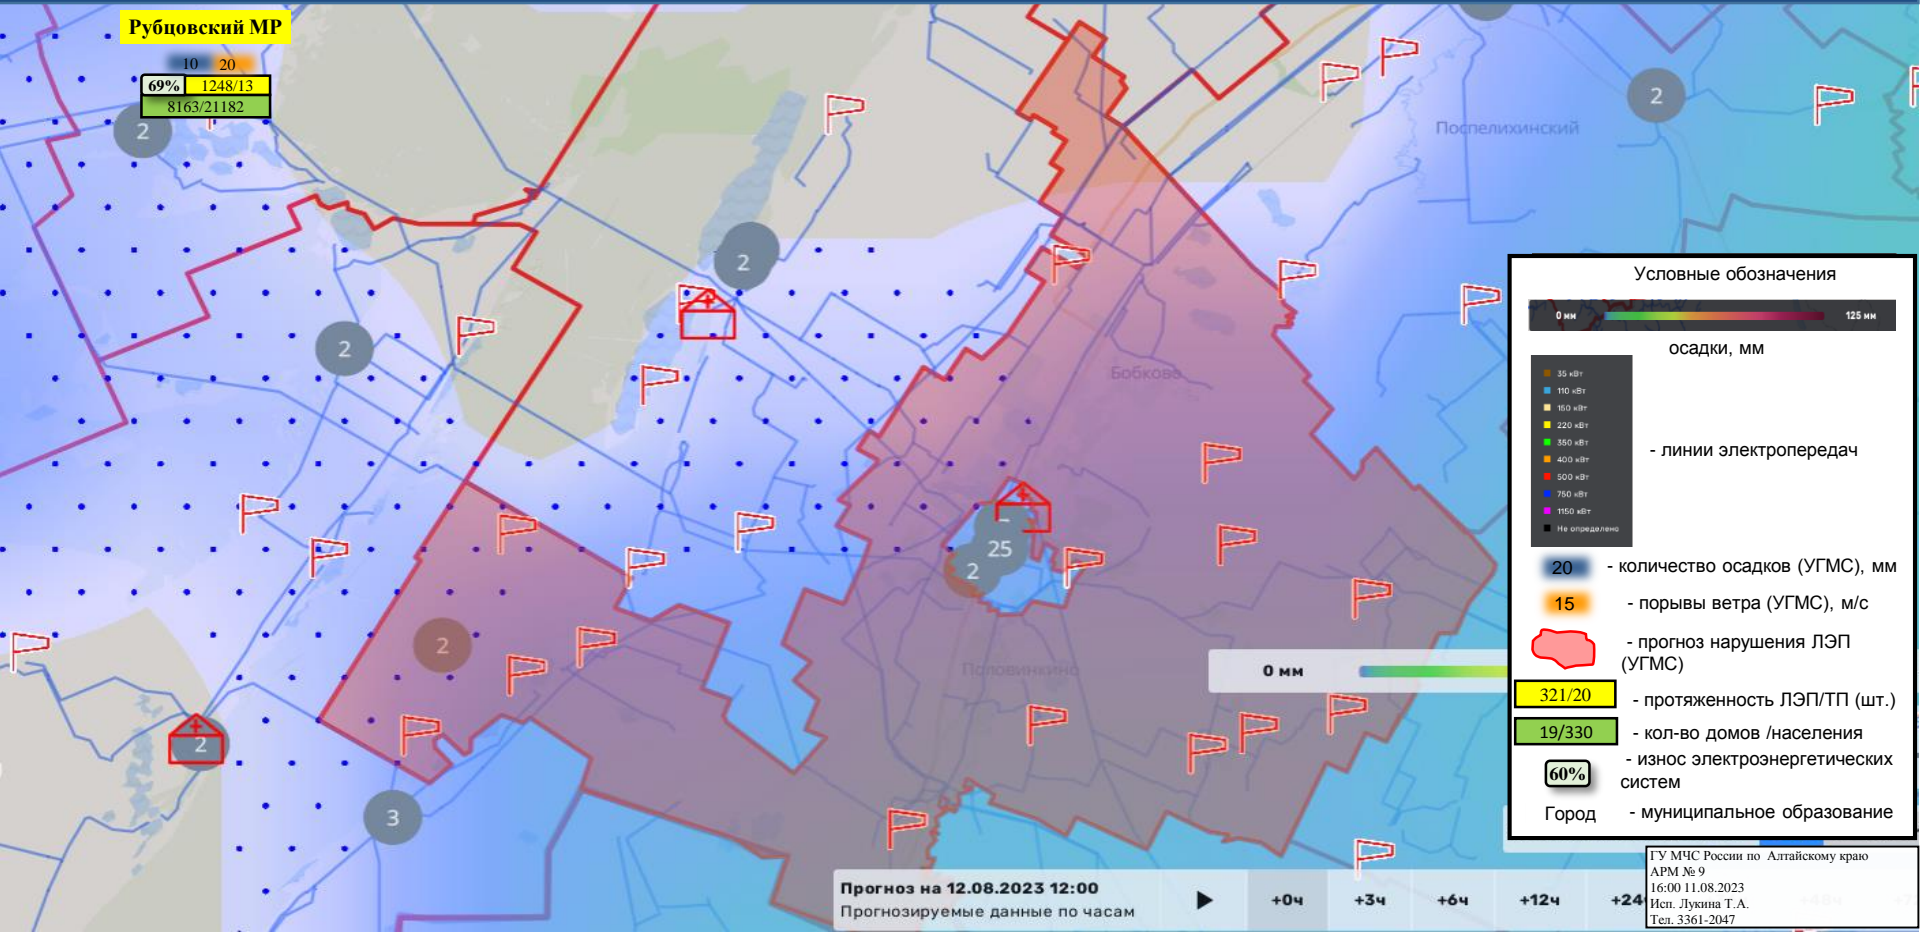 Рубцовский МР
10 20
69% 1248/13
8163/21182
2
2
2
2
2
3
2
25
2
Поспелихинский
Бобково
Половинкино
0 мм
Условные обозначения
0 мм 125 мм
осадки, мм
35 кВт
110 кВт
150 кВт
220 кВт
350 кВт
400 кВт
500 кВт
750 кВт
1150 кВт
Не определено
- линии электропередач
20 - количество осадков (УГМС), мм
15 - порывы ветра (УГМС), м/с
- прогноз нарушения ЛЭП
(УГМС)
321/20 - протяженность ЛЭП/ТП (шт.)
19/330 - кол-во домов /населения
60% - износ электроэнергетических
систем
Город - муниципальное образование
Прогноз на 12.08.2023 12:00
Прогнозируемые данные по часам
+0ч +3ч +6ч +12ч +24
ГУ МЧС России по Алтайскому краю
АРМ № 9
16:00 11.08.2023
Исп. Лукина Т.А.
Тел. 3361-2047